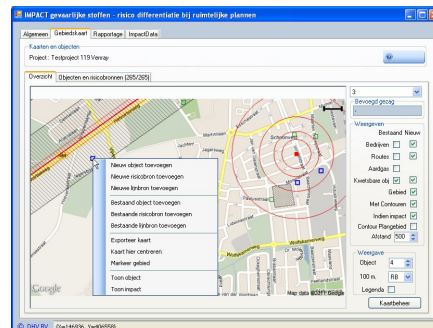 IMPACT gevaarlijke stoffen - risico differentiatie bij ruimtelijke plannen
Algemeen Gebiedskaart Rapportage ImpactData
Kaarten en objecten
Project : Testproject 119 Venray
Overzicht Objecten en risicobronnen (265/265)
3:
Bevoegd gezag
Weergeven
Bestaand Nieuw
Bedrijven
Routes
Aardgas
Kwetsbare obj
Gebied
Met Contouren
Indien impact
Contour Plangebied
Afstand 500
Weergave
Object 4
100 m. RB
Legenda
Kaartbeheer
Nieuw object toevoegen
Nieuwe risicobron toevoegen
Nieuwe lijnbron toevoegen
Bestaand object toevoegen
Bestaande risicobron toevoegen
Bestaande lijnbron toevoegen
Exporteer kaart
Kaart hier centreren
Markeer gebied
Toon object
Toon impact
Google
Map data ©2011 Google
© DHV BV